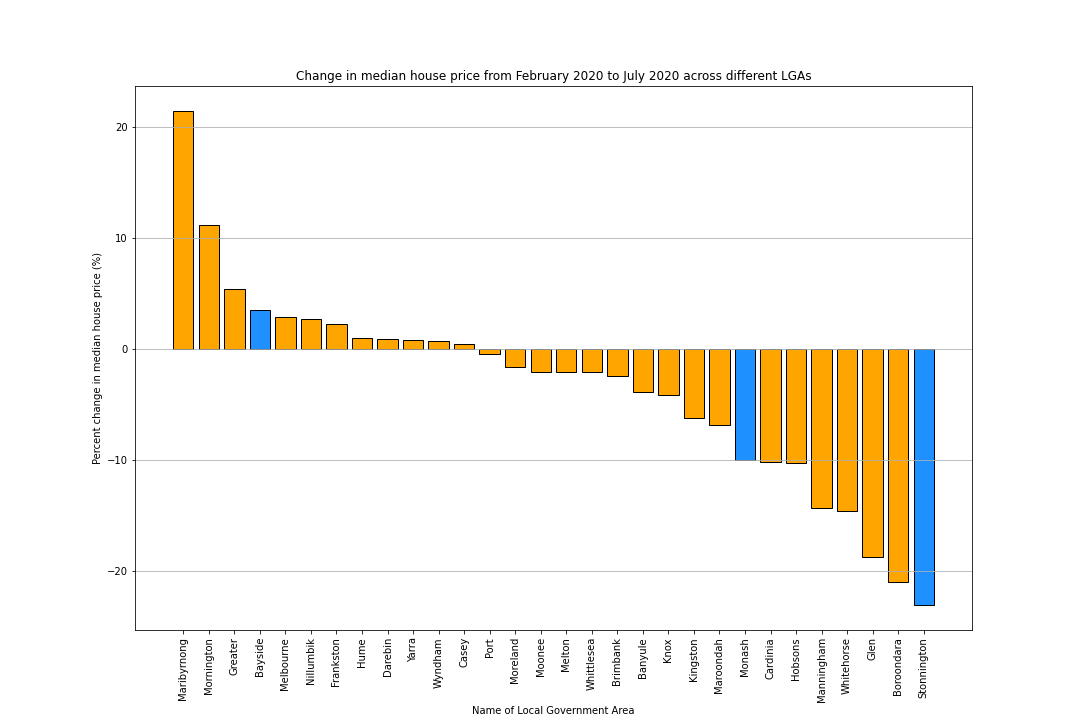 Change in median house price from February 2020 to July 2020 across different LGAs
Percent change in median house price (%)
20
10
0
−10
−20
Maribyrnong
Mornington
Greater
Bayside
Melbourne
Nillumbik
Frankston
Hume
Darebin
Yarra
Wyndham
Casey
Port
Moreland
Moonee
Melton
Whittlesea
Brimbank
Banyule
Knox
Kingston
Maroondah
Monash
Cardinia
Hobsons
Manningham
Whitehorse
Glen
Boroondara
Stonnington
Name of Local Government Area